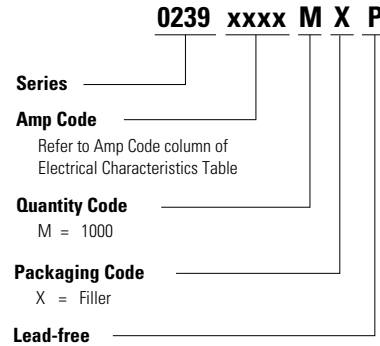 0239 xxxx M X P
Series
Amp Code
Refer to Amp Code column of
Electrical Characteristics Table
Quantity Code
M = 1000
Packaging Code
X = Filler
Lead-free